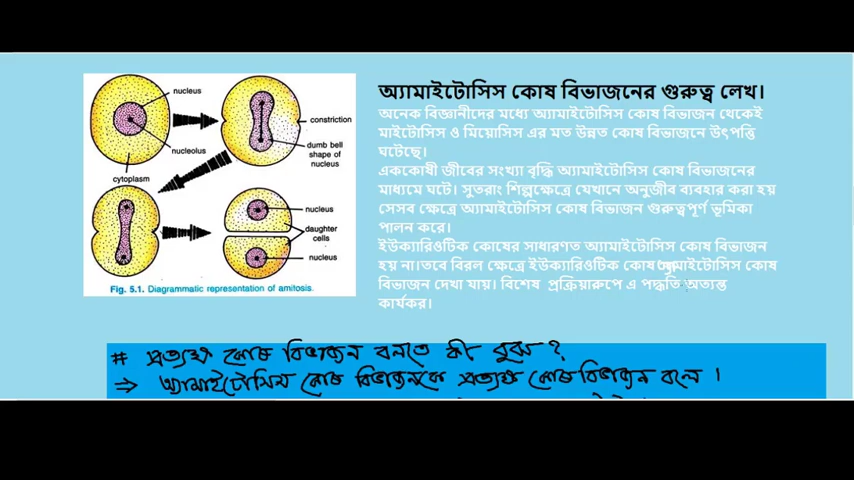 nucleus
nucleolus
cytoplasm
constriction
dumb bell
shape of
nucleus
nucleus
daughter
cells
nucleus
Fig. 5.1. Diagrammatic representation of amitosis.
অ্যামাইটোসিস কোষ বিভাজনের গুরুত্ব লেখ।
অনেক বিজ্ঞানীদের মধ্যে অ্যামাইটোসিস কোষ বিভাজন থেকেই
মাইটোসিস ও মিয়োসিস এর মত উন্নত কোষ বিভাজনে উৎপত্তি
ঘটেছে।
এককোষী জীবের সংখ্যা বৃদ্ধি অ্যামাইটোসিস কোষ বিভাজনের
মাধ্যমে ঘটে। সুতরাং শিল্পক্ষেত্রে যেখানে অনুজীব ব্যবহার করা হয়
সেসব ক্ষেত্রে অ্যামাইটোসিস কোষ বিভাজন গুরুত্বপূর্ণ ভূমিকা
পালন করে।
ইউক্যারিওটিক কোষের সাধারণত অ্যামাইটোসিস কোষ বিভাজন
হয় না।তবে বিরল ক্ষেত্রে ইউক্যারিওটিক কোষ অ্যামাইটোসিস কোষ
বিভাজন দেখা যায়। বিশেষ প্রক্রিয়ারুপে এ পদ্ধতি অত্যন্ত
কার্যকর।
# প্রত্যক্ষ কোষ বিভাজন বলতে কী বুঝ ?
⇒ অ্যামাইটোসিস কোষ বিভাজনকে প্রত্যক্ষ কোষ বিভাজন বলে ।